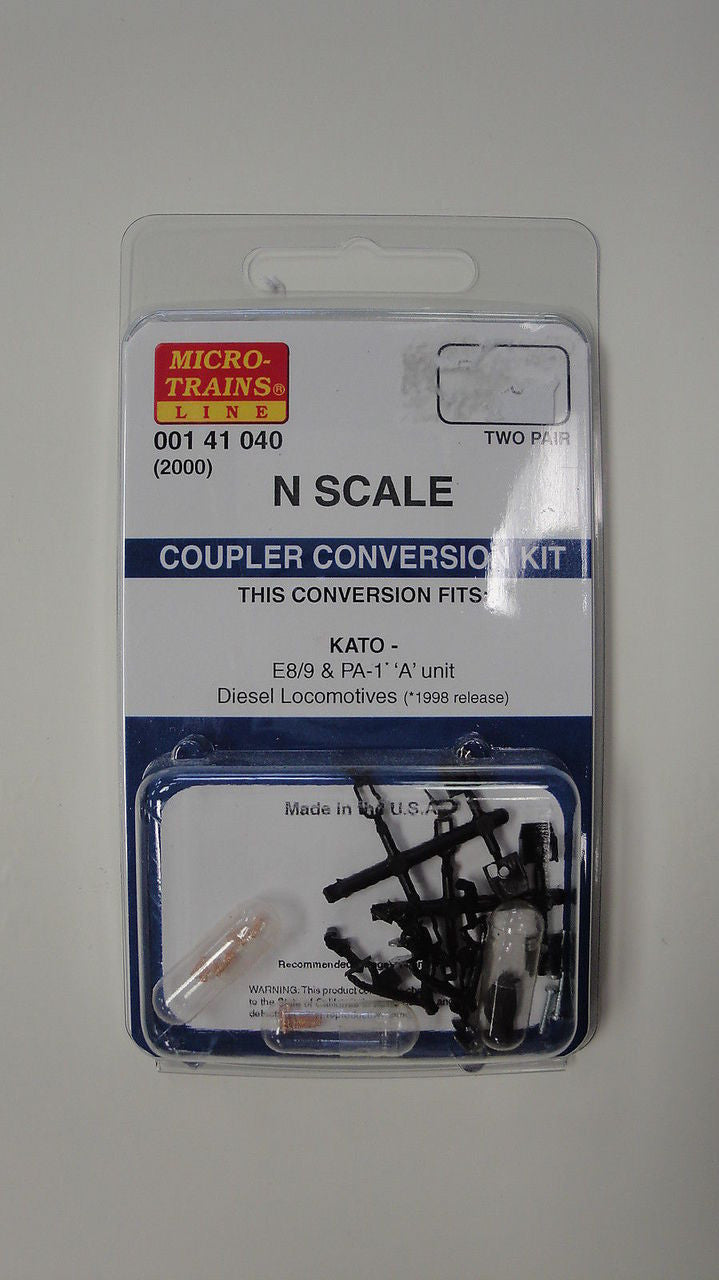 MICRO-
TRAINS®
LINE
001 41 040
(2000)
TWO PAIR
N SCALE
COUPLER CONVERSION KIT
THIS CONVERSION FITS:
KATO -
E8/9 & PA-1* ‘A’ unit
Diesel Locomotives (*1998 release)
Made in the U.S.A
Recommended
WARNING: This product
to the State of California and